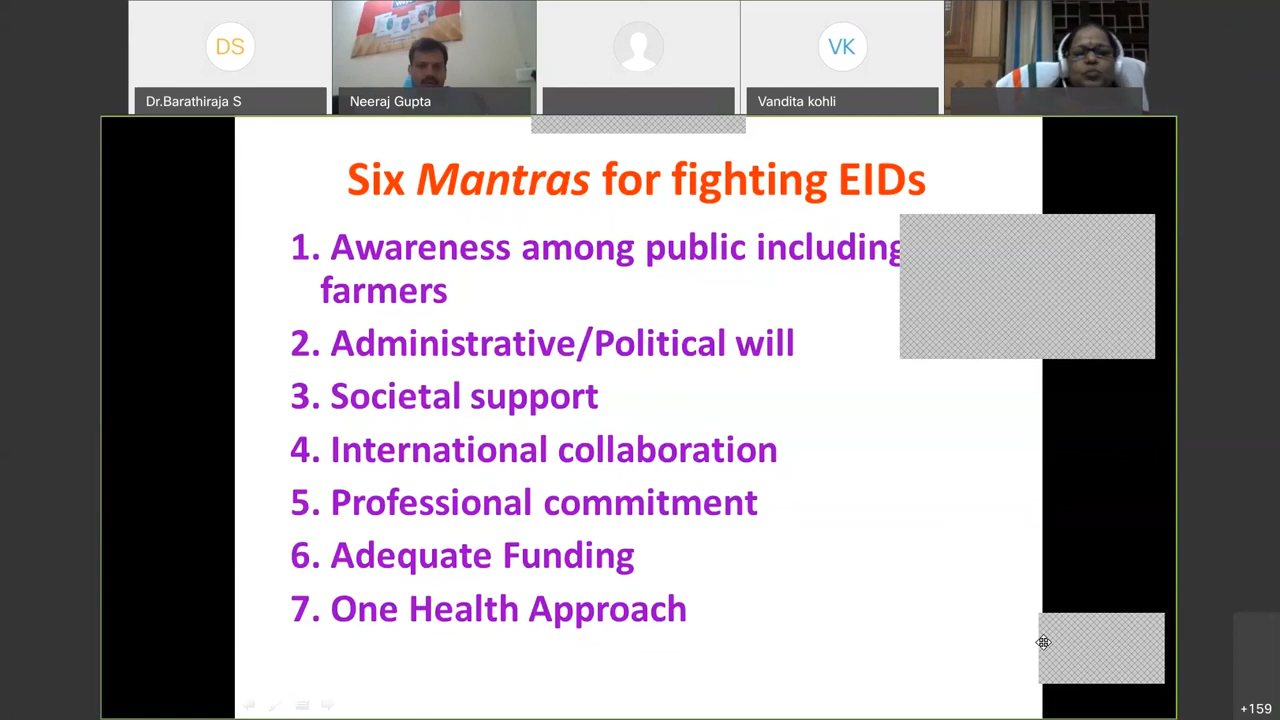 DS
VK
Dr.Barathiraja S
Neeraj Gupta
Vandita kohli
Six Mantras for fighting EIDs
1. Awareness among public including
farmers
2. Administrative/Political will
3. Societal support
4. International collaboration
5. Professional commitment
6. Adequate Funding
7. One Health Approach
+159